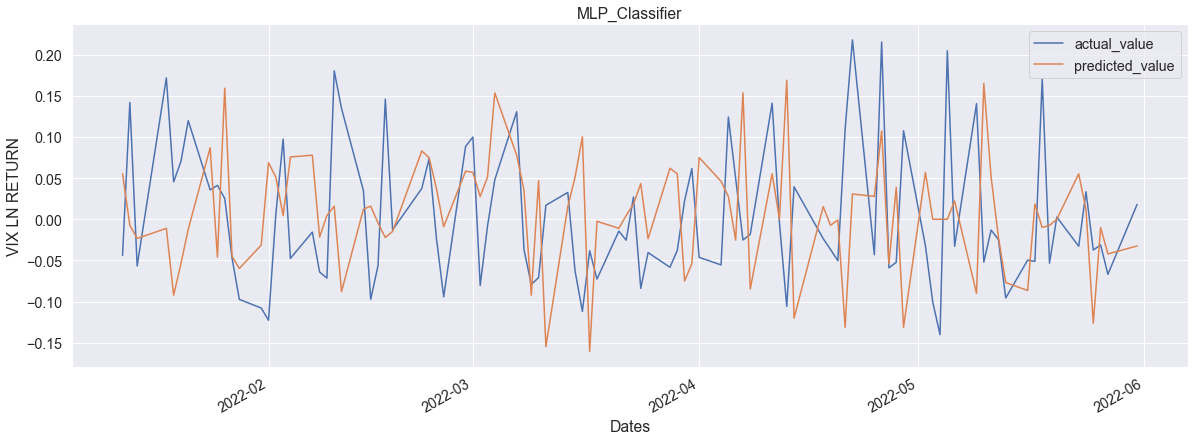 MLP_Classifier
actual_value
predicted_value
VIX LN RETURN
0.20
0.15
0.10
0.05
0.00
−0.05
−0.10
−0.15
2022-02
2022-03
2022-04
2022-05
2022-06
Dates